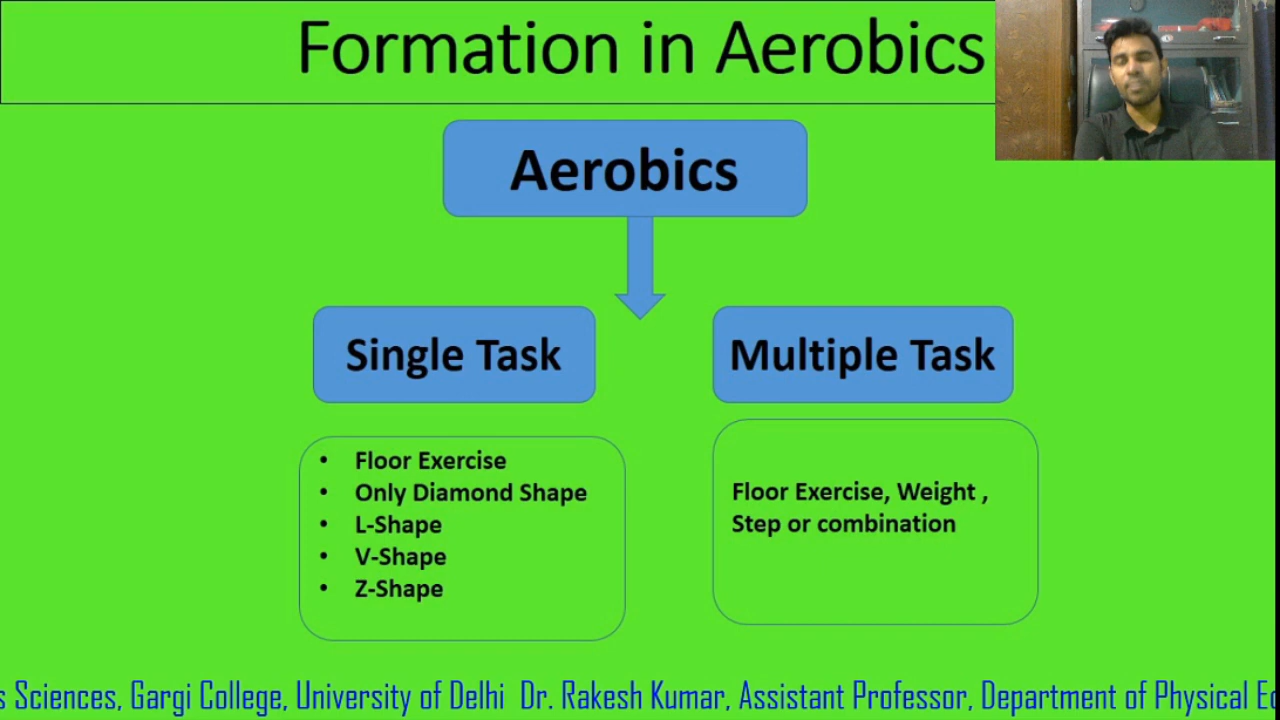 Formation in Aerobics
Aerobics
Single Task
Multiple Task
• Floor Exercise
• Only Diamond Shape
• L-Shape
• V-Shape
• Z-Shape
Floor Exercise, Weight ,
Step or combination
s Sciences, Gargi College, University of Delhi Dr. Rakesh Kumar, Assistant Professor, Department of Physical